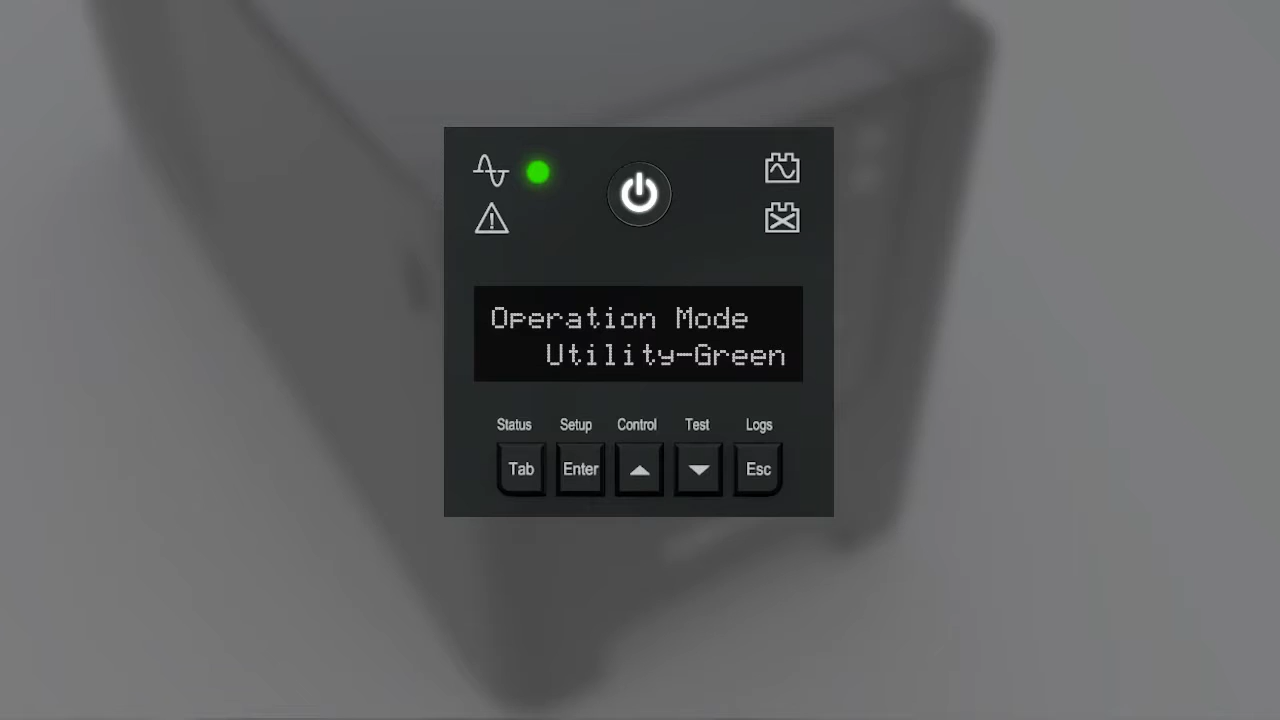 Operation Mode
Utility-Green
Status Setup Control Test Logs
Tab Enter Esc